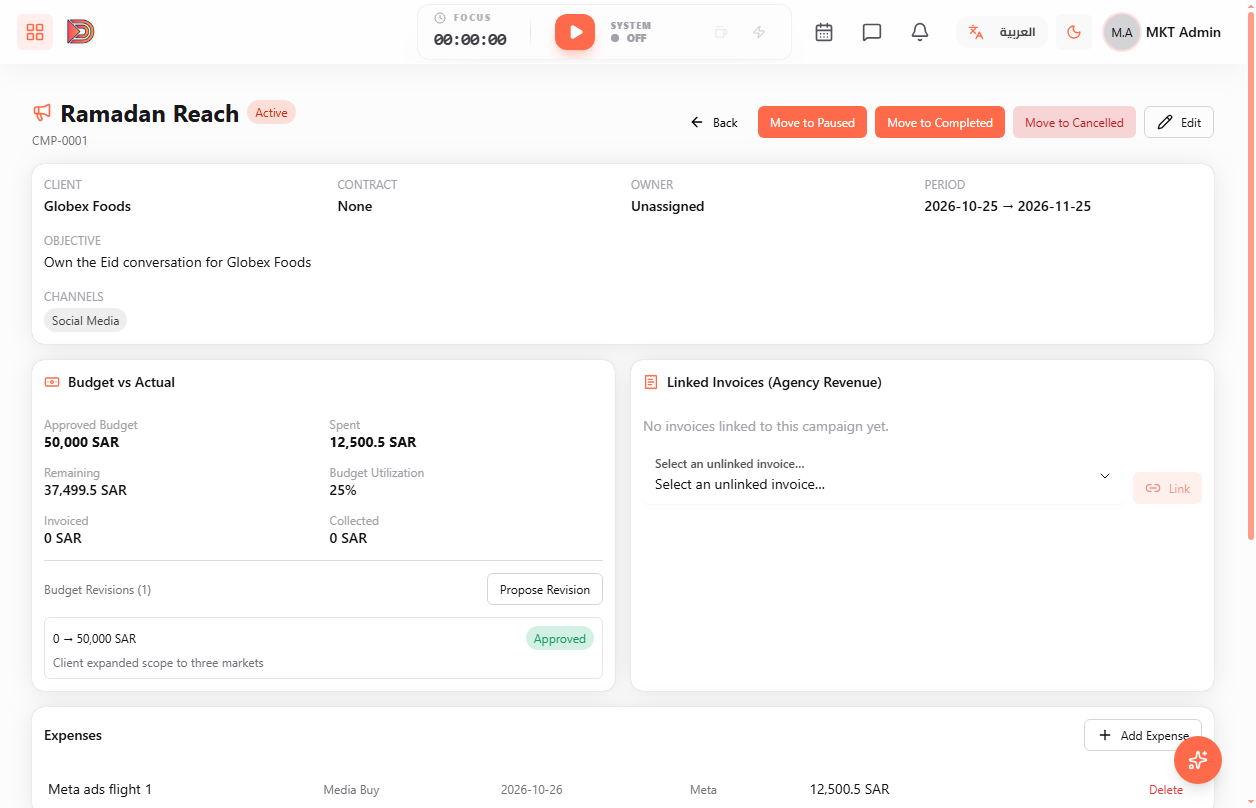 FOCUS
00:00:00
SYSTEM
OFF
العربية
M.A
MKT Admin
Ramadan Reach
Active
CMP-0001
Back
Move to Paused
Move to Completed
Move to Cancelled
Edit
CLIENT
Globex Foods
CONTRACT
None
OWNER
Unassigned
PERIOD
2026-10-25 → 2026-11-25
OBJECTIVE
Own the Eid conversation for Globex Foods
CHANNELS
Social Media
Budget vs Actual
Approved Budget
50,000 SAR
Spent
12,500.5 SAR
Remaining
37,499.5 SAR
Budget Utilization
25%
Invoiced
0 SAR
Collected
0 SAR
Budget Revisions (1)
Propose Revision
0 → 50,000 SAR
Approved
Client expanded scope to three markets
Linked Invoices (Agency Revenue)
No invoices linked to this campaign yet.
Select an unlinked invoice...
Select an unlinked invoice...
Link
Expenses
Add Expense
Meta ads flight 1
Media Buy
2026-10-26
Meta
12,500.5 SAR
Delete